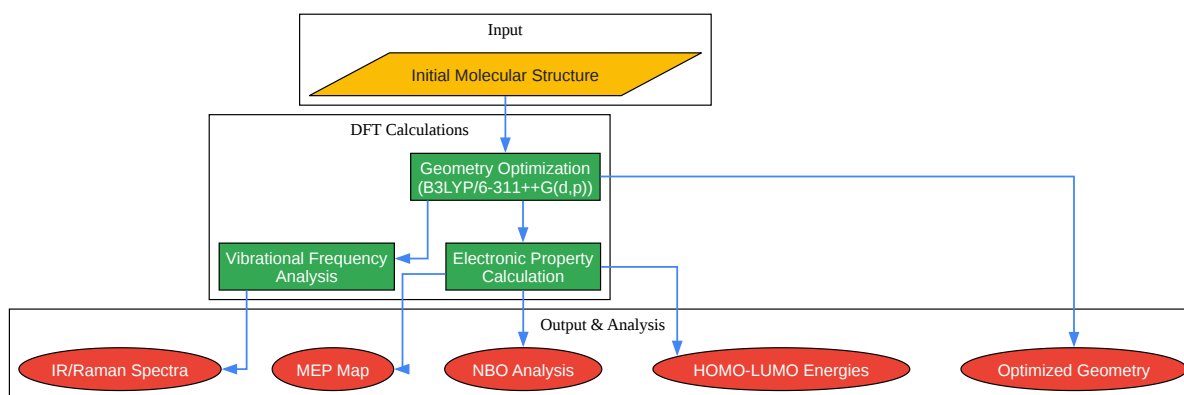 Input
Initial Molecular Structure
DFT Calculations
Geometry Optimization
(B3LYP/6-311++G(d,p))
Vibrational Frequency
Analysis
Electronic Property
Calculation
Output & Analysis
IR/Raman Spectra
MEP Map
NBO Analysis
HOMO-LUMO Energies
Optimized Geometry